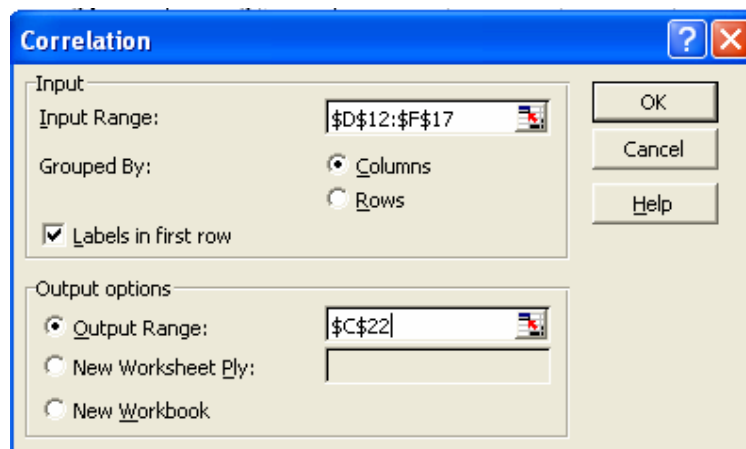 Correlation
Input
Input Range: $D$12:$F$17
Grouped By: Columns
Rows
Labels in first row
OK
Cancel
Help
Output options
Output Range: $C$22
New Worksheet Ply:
New Workbook